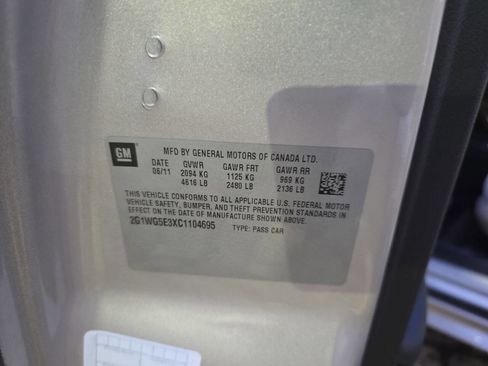 GM
MFD BY GENERAL MOTORS OF CANADA LTD.
DATE GVWR GAWR FRT GAWR RR
06/11 2094 KG 1125 KG 969 KG
4616 LB 2480 LB 2136 LB
THIS VEHICLE CONFORMS TO ALL APPLICABLE U.S. FEDERAL MOTOR
VEHICLE SAFETY, BUMPER, AND THEFT PREVENTION STANDARDS IN
EFFECT ON THE DATE OF MANUFACTURE SHOWN ABOVE.
2G1WG5E3XC1104695 TYPE: PASS CAR